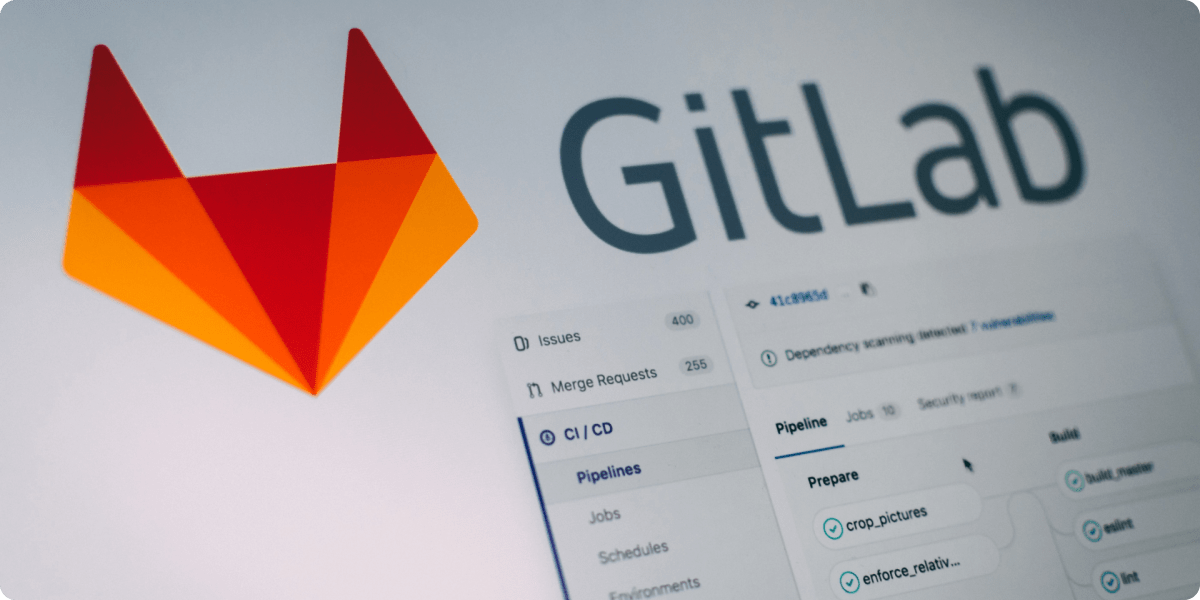 GitLab
Issues 400
Merge Requests 255
CI / CD
Pipelines
Jobs
Schedules
Environments
41c8965d
Dependency scanning detected 7 vulnerabilities
Pipeline Jobs 10 Security report 7
Prepare
crop_pictures
enforce_relativ...
Build
build_master
eslint
lint